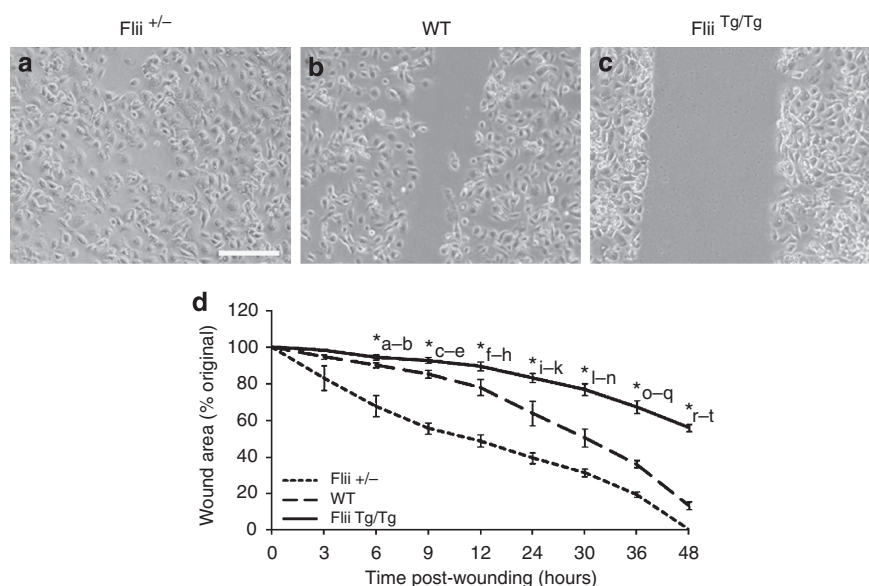 Flii +/–
WT
Flii Tg/Tg
a
b
c
d
120
100
80
60
40
20
0
Wound area (% original)
*a–b
*c–e
*f–h
*i–k
*l–n
*o–q
*r–t
Flii +/–
WT
Flii Tg/Tg
0 3 6 9 12 24 30 36 48
Time post-wounding (hours)